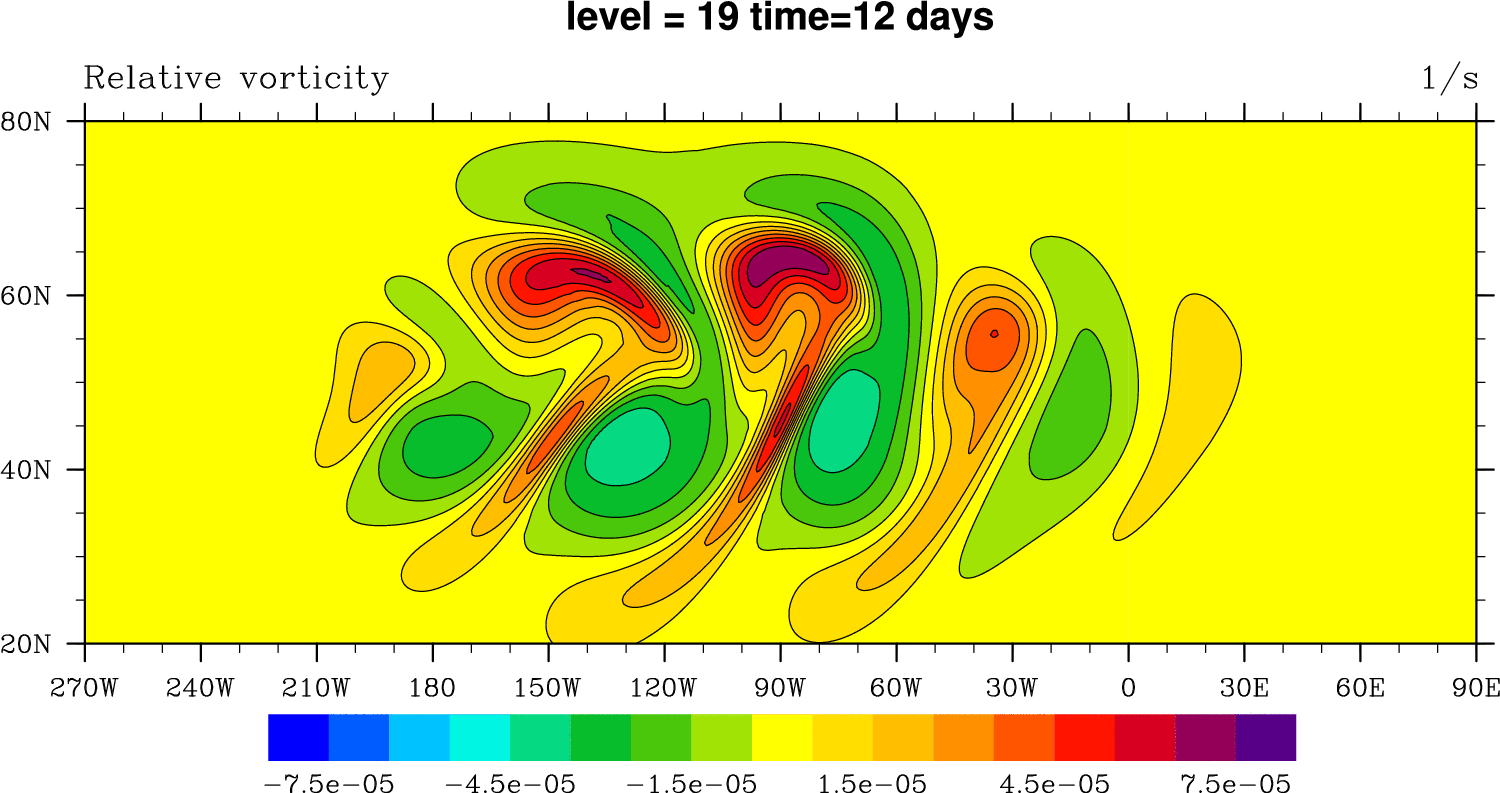 level = 19 time=12 days
Relative vorticity 1/s
80N
60N
40N
20N
270W 240W 210W 180 150W 120W 90W 60W 30W 0 30E 60E 90E
−7.5e−05 −4.5e−05 −1.5e−05 1.5e−05 4.5e−05 7.5e−05